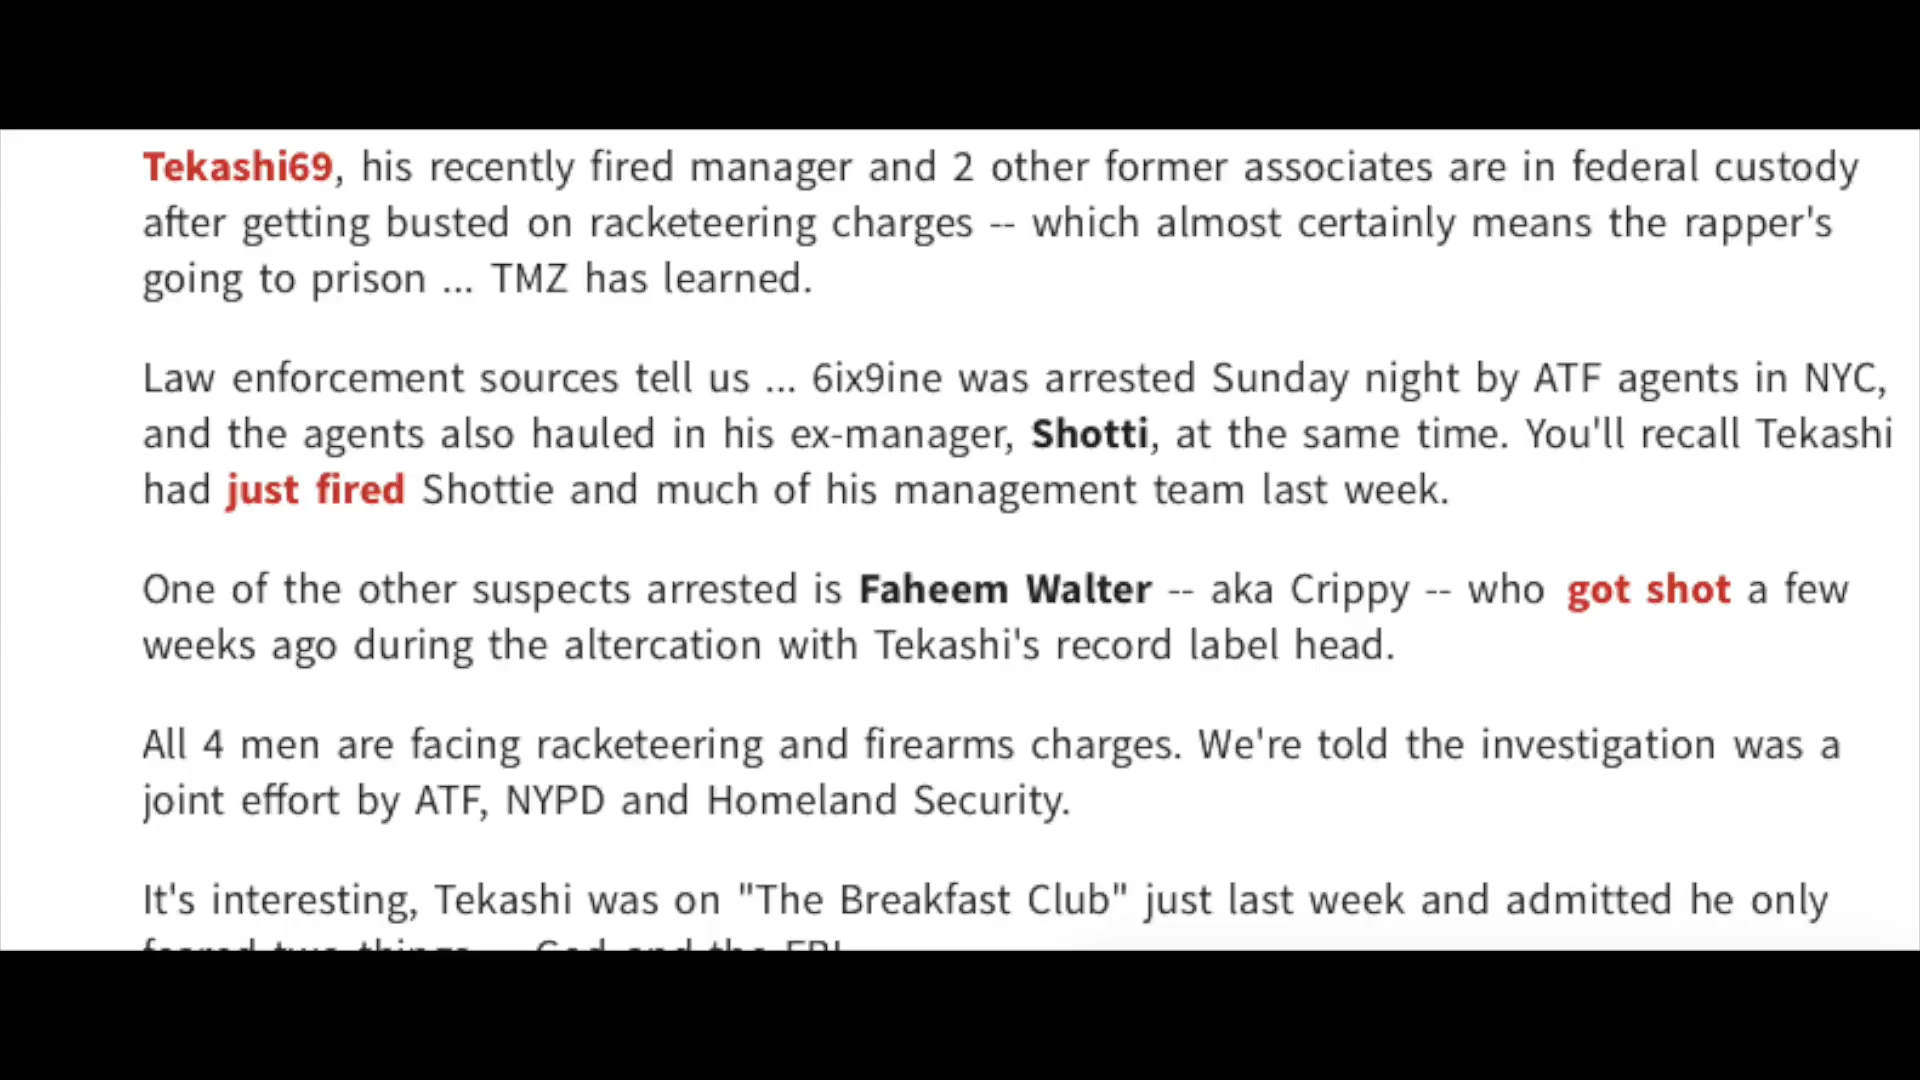 Tekashi69, his recently fired manager and 2 other former associates are in federal custody
after getting busted on racketeering charges -- which almost certainly means the rapper's
going to prison ... TMZ has learned.
Law enforcement sources tell us ... 6ix9ine was arrested Sunday night by ATF agents in NYC,
and the agents also hauled in his ex-manager, Shotti, at the same time. You'll recall Tekashi
had just fired Shottie and much of his management team last week.
One of the other suspects arrested is Faheem Walter -- aka Crippy -- who got shot a few
weeks ago during the altercation with Tekashi's record label head.
All 4 men are facing racketeering and firearms charges. We're told the investigation was a
joint effort by ATF, NYPD and Homeland Security.
It's interesting, Tekashi was on "The Breakfast Club" just last week and admitted he only
feared two things ... God and the FBI